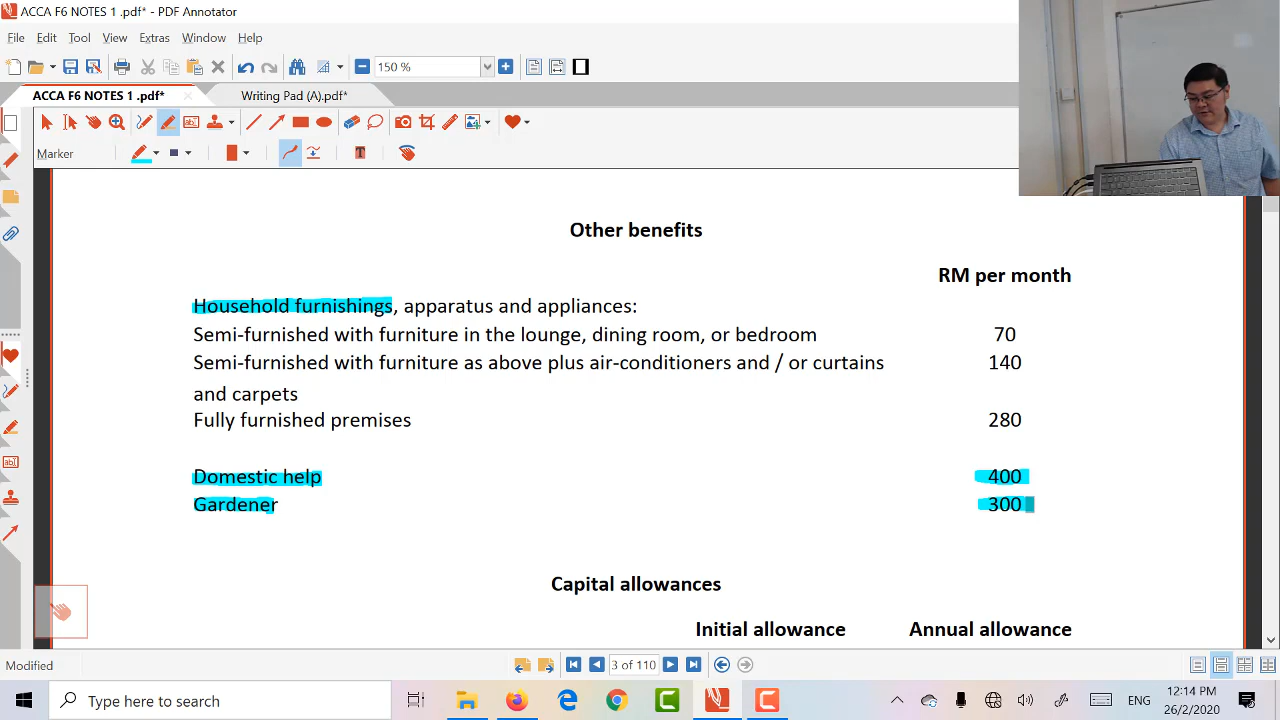 ACCA F6 NOTES 1 .pdf* - PDF Annotator
File Edit Tool View Extras Window Help
150 %
ACCA F6 NOTES 1 .pdf* Writing Pad (A).pdf*
Marker
Other benefits
RM per month
Household furnishings, apparatus and appliances:
Semi-furnished with furniture in the lounge, dining room, or bedroom 70
Semi-furnished with furniture as above plus air-conditioners and / or curtains 140
and carpets
Fully furnished premises 280
Domestic help 400
Gardener 300
Capital allowances
Initial allowance Annual allowance
Modified 3 of 110
Type here to search ENG 12:14 PM
26/2/2020